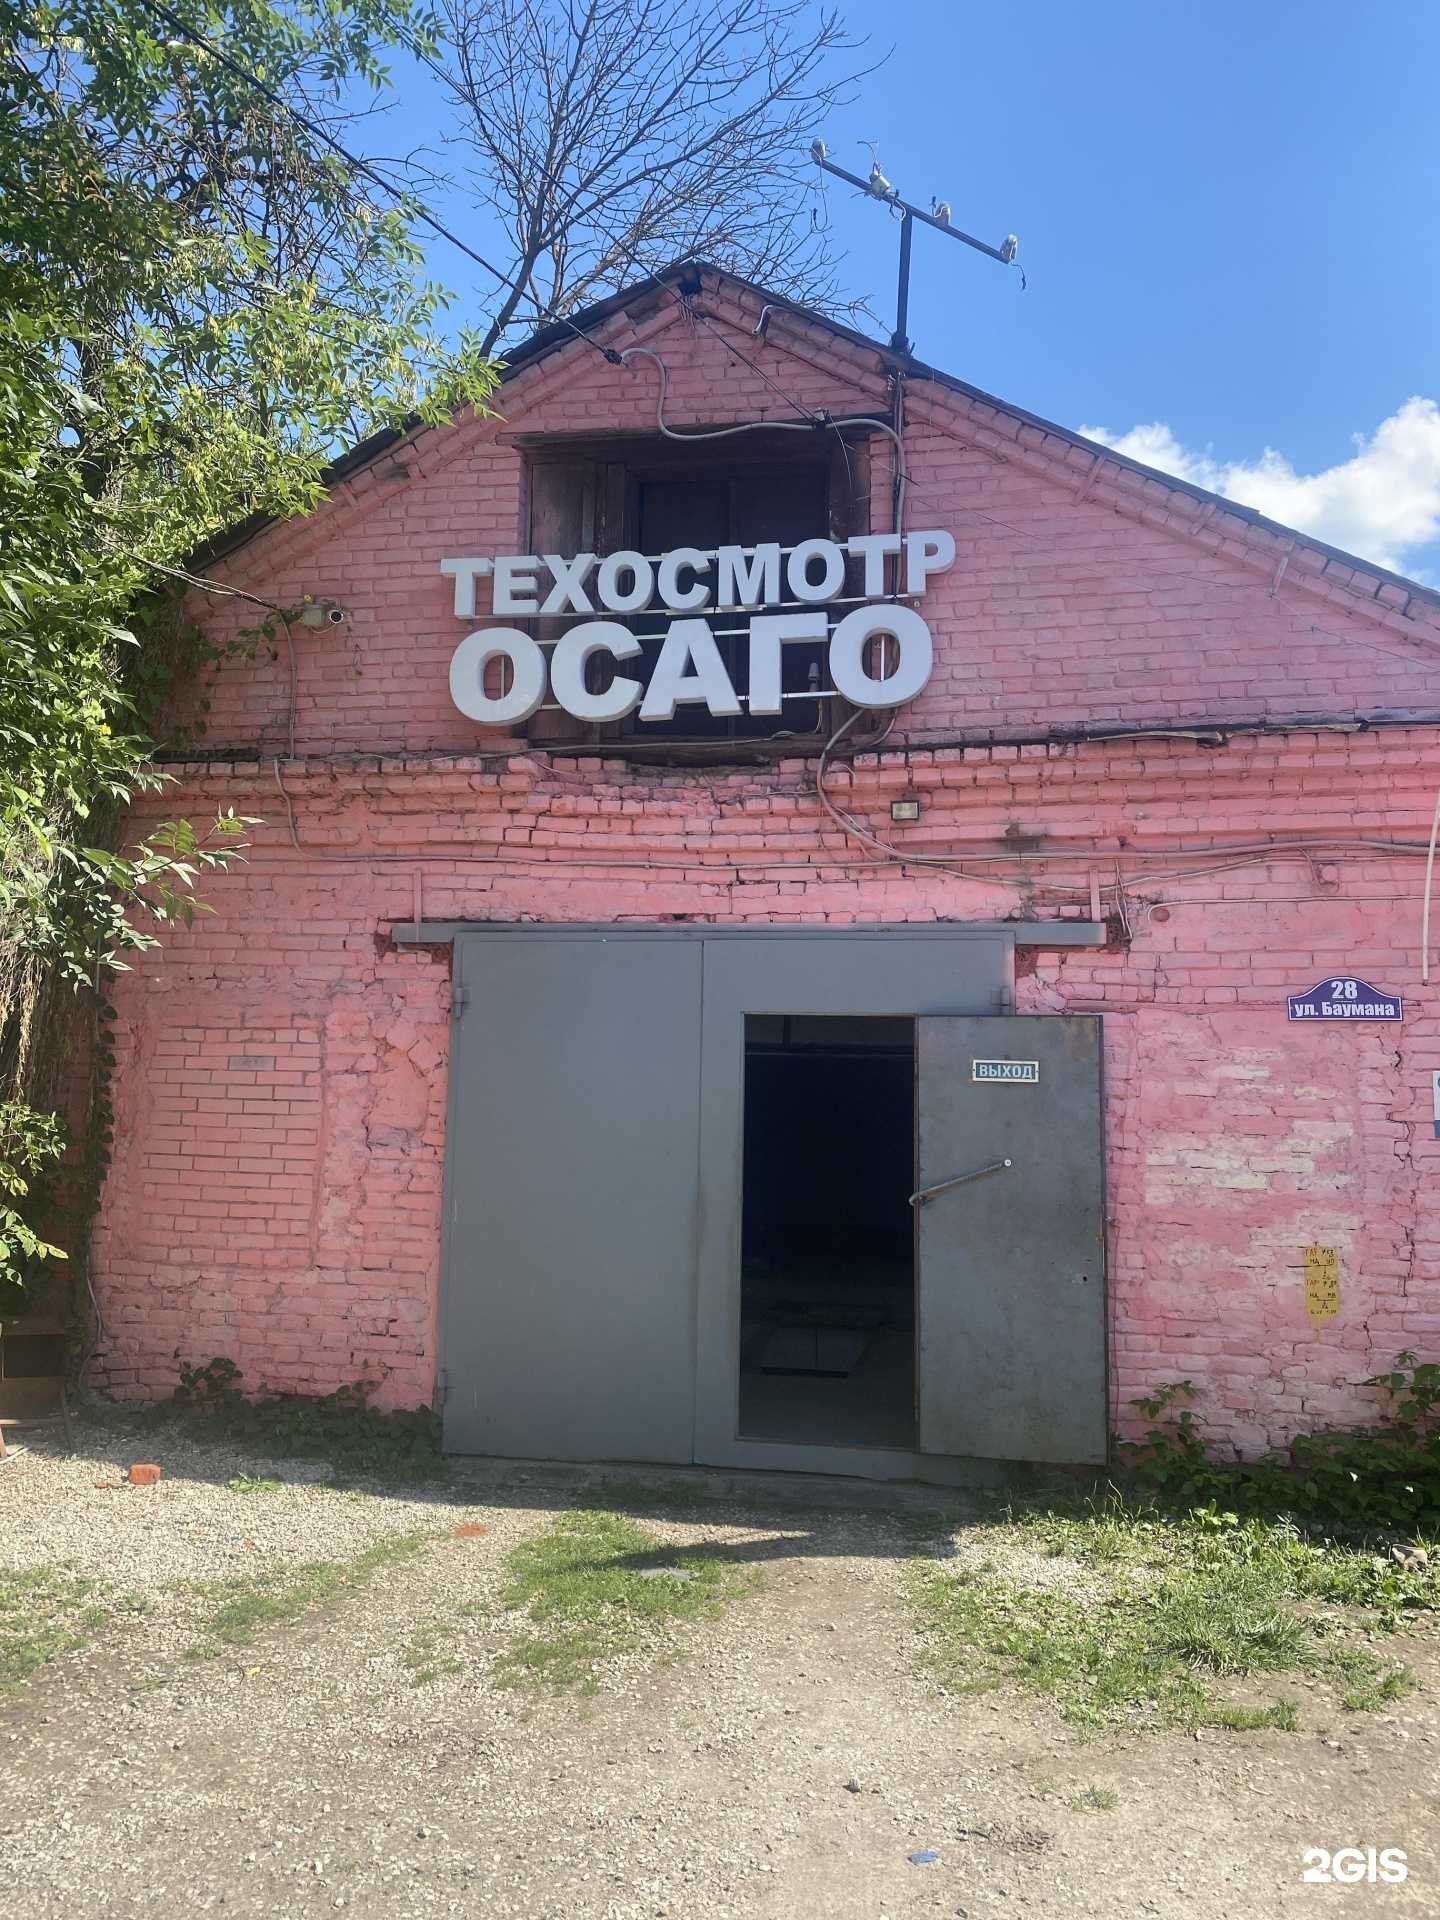 ТЕХОСМОТР
ОСАГО
28
ул. Баумана
ВЫХОД
2GIS